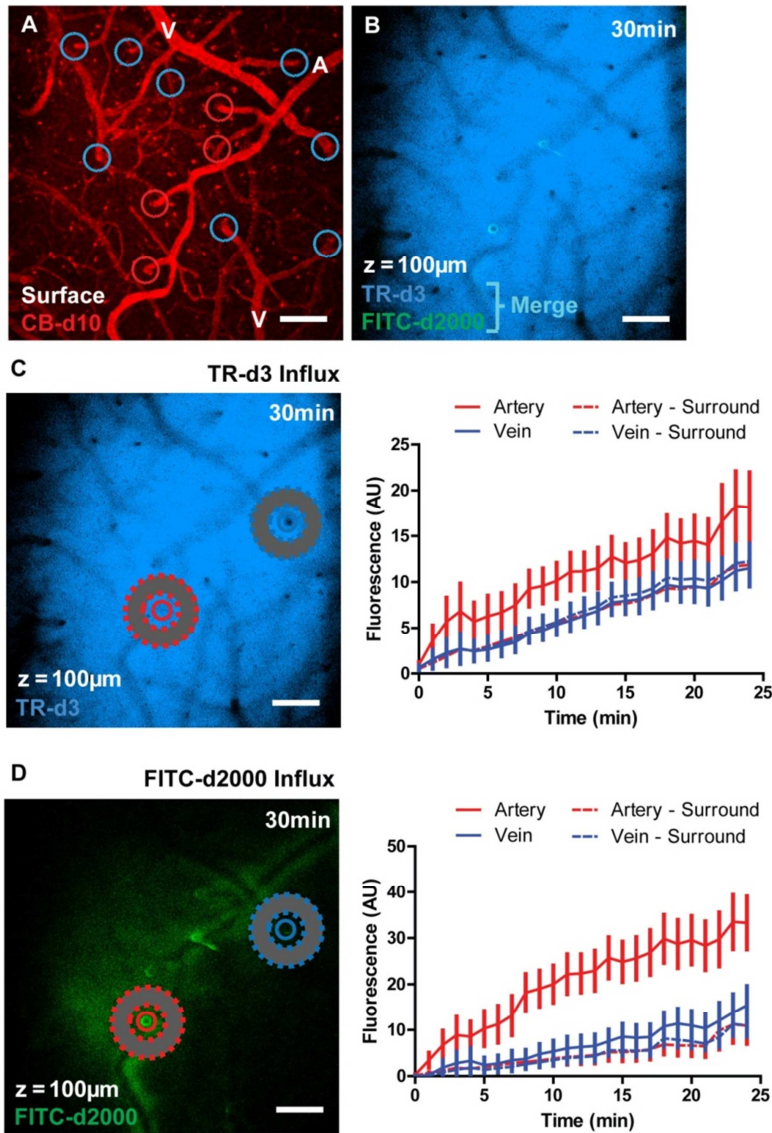 A
V
A
V
Surface
CB-d10
B
30min
z = 100µm
TR-d3
FITC-d2000
Merge
C
TR-d3 Influx
30min
z = 100µm
TR-d3
Artery
Artery - Surround
Vein
Vein - Surround
Fluorescence (AU)
25
20
15
10
5
0
0 5 10 15 20 25
Time (min)
D
FITC-d2000 Influx
30min
z = 100µm
FITC-d2000
Artery
Artery - Surround
Vein
Vein - Surround
Fluorescence (AU)
50
40
30
20
10
0
0 5 10 15 20 25
Time (min)